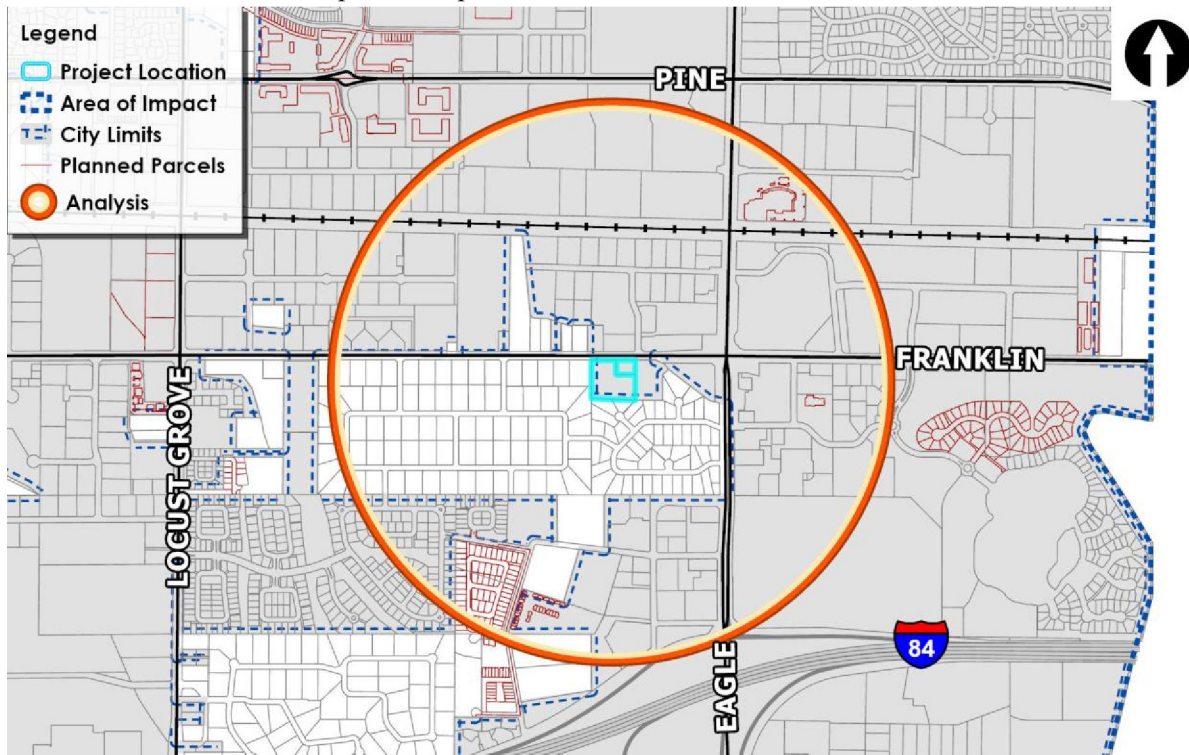 Legend
Project Location
Area of Impact
City Limits
Planned Parcels
Analysis
PINE
FRANKLIN
LOCUST GROVE
EAGLE
84